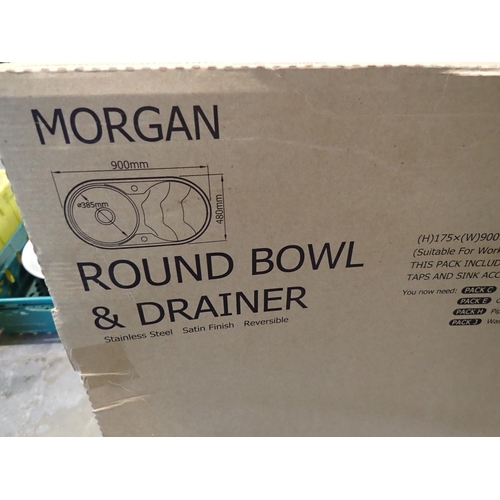 MORGAN
900mm
ø385mm
480mm
ROUND BOWL
& DRAINER
Stainless Steel Satin Finish Reversible
(H)175×(W)900
(Suitable For Work
THIS PACK INCLUD
TAPS AND SINK ACC
You now need: PACK C
PACK E
PACK H
PACK J